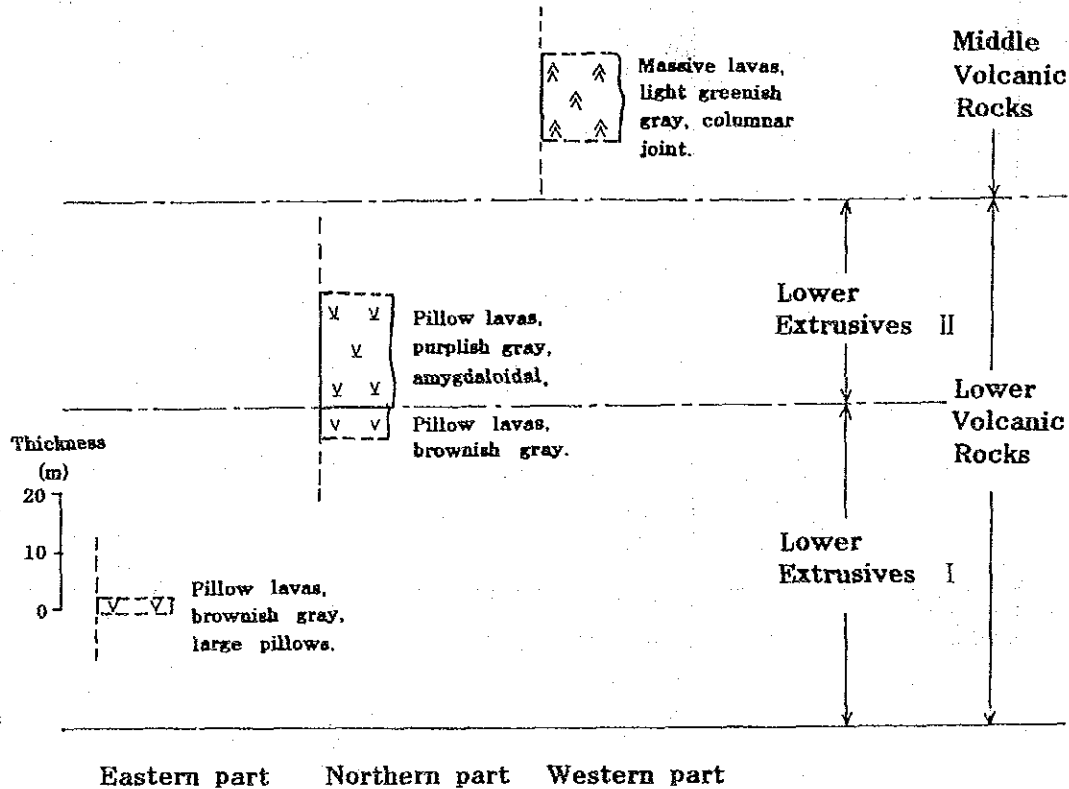 Massive lavas,
light greenish
gray, columnar
joint.
Middle
Volcanic
Rocks
Pillow lavas,
purplish gray,
amygdaloidal.
Pillow lavas,
brownish gray.
Lower
Extrusives II
Lower
Volcanic
Rocks
Thickness
(m)
20
10
0
Pillow lavas,
brownish gray,
large pillows.
Lower
Extrusives I
Eastern part Northern part Western part